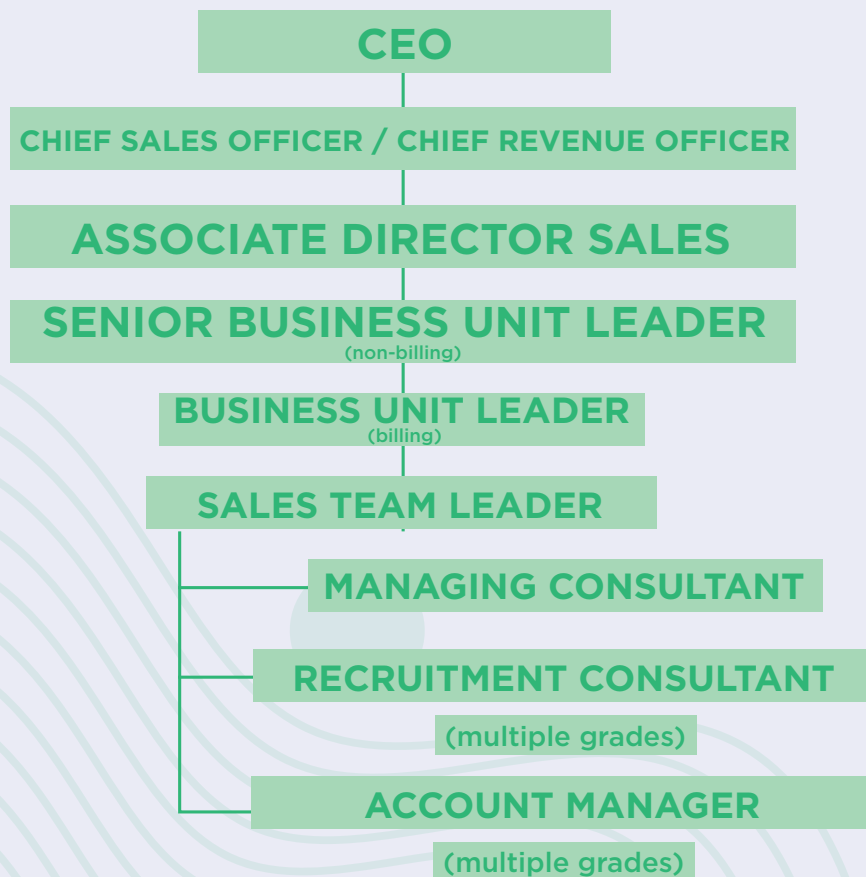 CEO
CHIEF SALES OFFICER / CHIEF REVENUE OFFICER
ASSOCIATE DIRECTOR SALES
SENIOR BUSINESS UNIT LEADER
(non-billing)
BUSINESS UNIT LEADER
(billing)
SALES TEAM LEADER
MANAGING CONSULTANT
RECRUITMENT CONSULTANT
(multiple grades)
ACCOUNT MANAGER
(multiple grades)